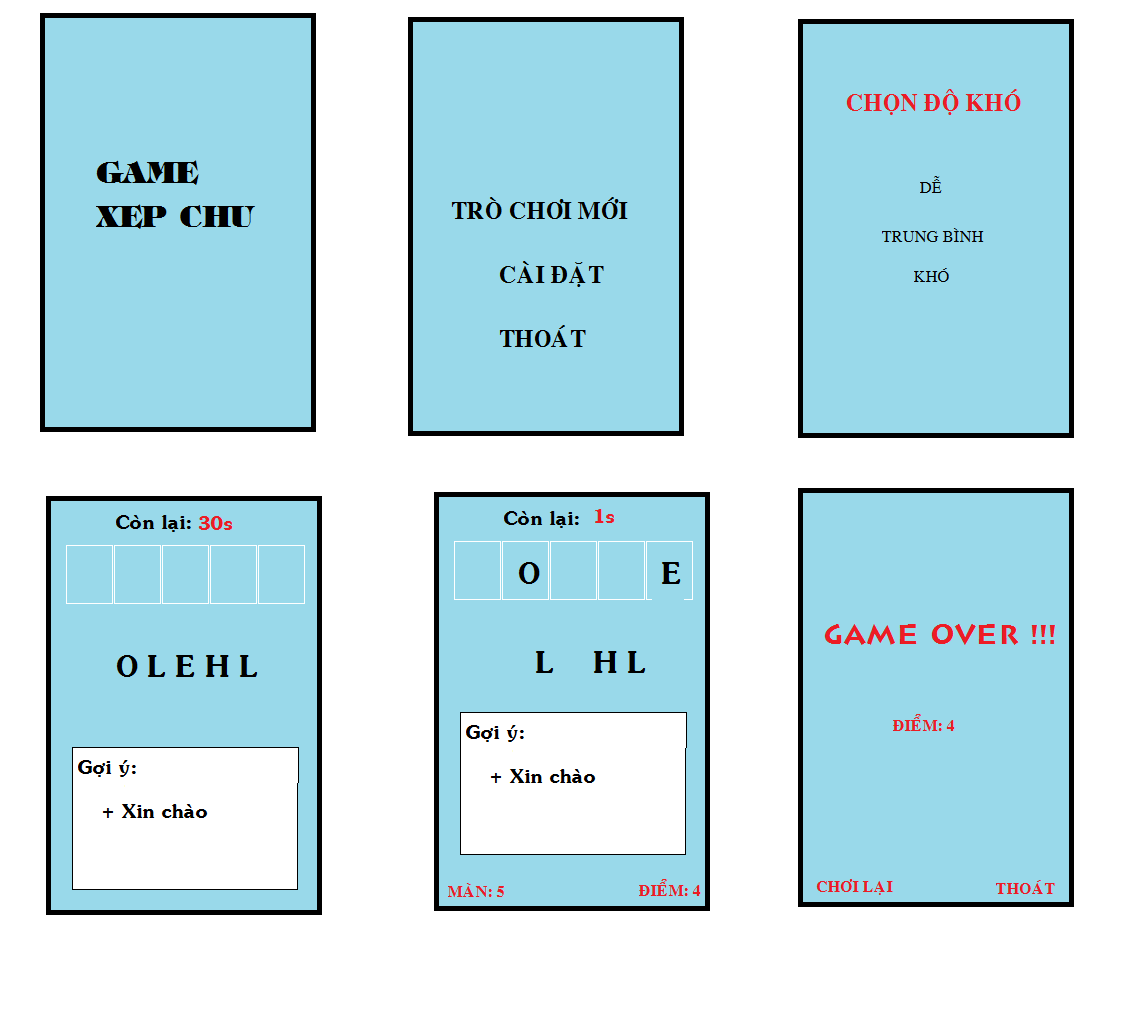 GAME
XEP CHU
TRÒ CHƠI MỚI
CÀI ĐẶT
THOÁT
CHỌN ĐỘ KHÓ
DỄ
TRUNG BÌNH
KHÓ
Còn lại: 30s
O L E H L
Gợi ý:
+ Xin chào
Còn lại: 1s
O E
L H L
Gợi ý:
+ Xin chào
MÀN: 5 ĐIỂM: 4
GAME OVER !!!
ĐIỂM: 4
CHƠI LẠI THOÁT